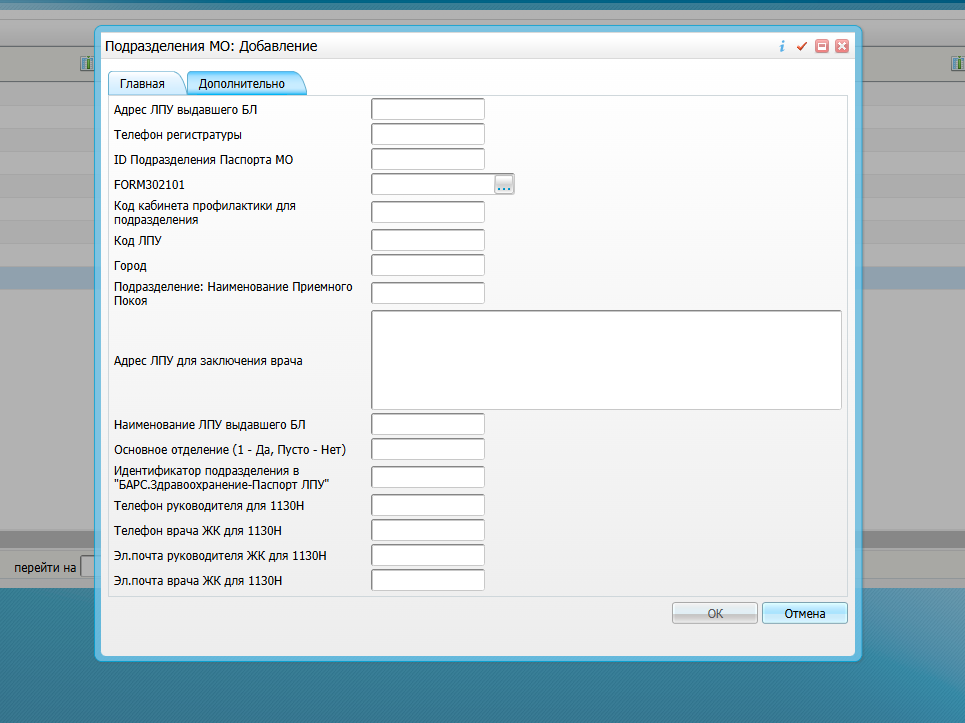 Подразделения МО: Добавление
Главная
Дополнительно
Адрес ЛПУ выдавшего БЛ
Телефон регистратуры
ID Подразделения Паспорта МО
FORM302101
...
Код кабинета профилактики для
подразделения
Код ЛПУ
Город
Подразделение: Наименование Приемного
Покоя
Адрес ЛПУ для заключения врача
Наименование ЛПУ выдавшего БЛ
Основное отделение (1 - Да, Пусто - Нет)
Идентификатор подразделения в
"БАРС.Здравоохранение-Паспорт ЛПУ"
Телефон руководителя для 1130Н
Телефон врача ЖК для 1130Н
Эл.почта руководителя ЖК для 1130Н
Эл.почта врача ЖК для 1130Н
перейти на
ОК
Отмена